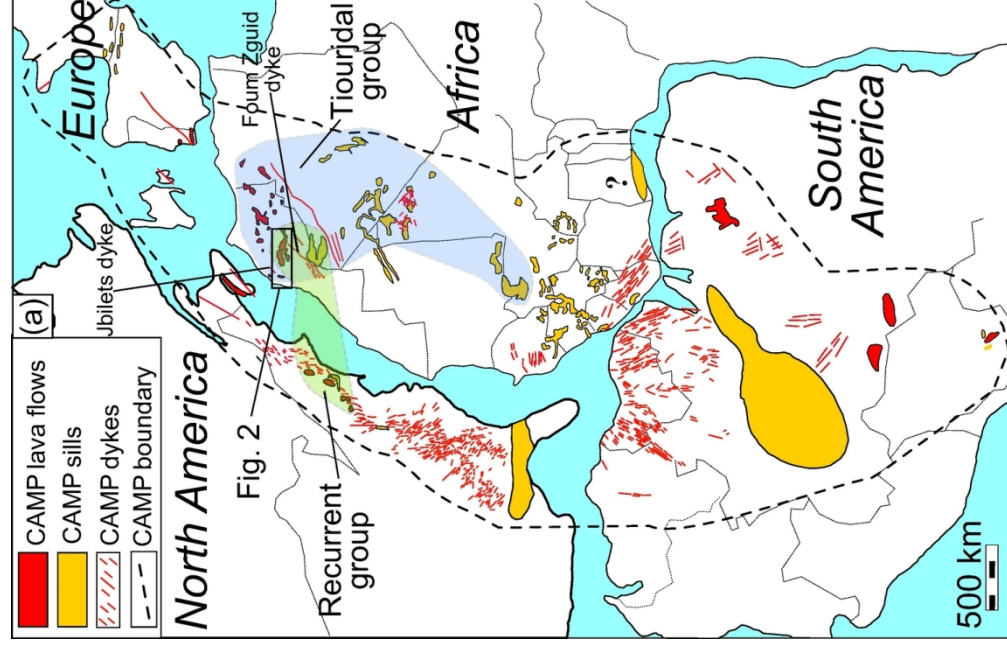 (a)
CAMP lava flows
CAMP sills
CAMP dykes
CAMP boundary
North America
Europe
Africa
South
America
Jbilets dyke
Fig. 2
Recurrent
group
Foum Zguid
dyke
Tiouridal
group
?
500 km